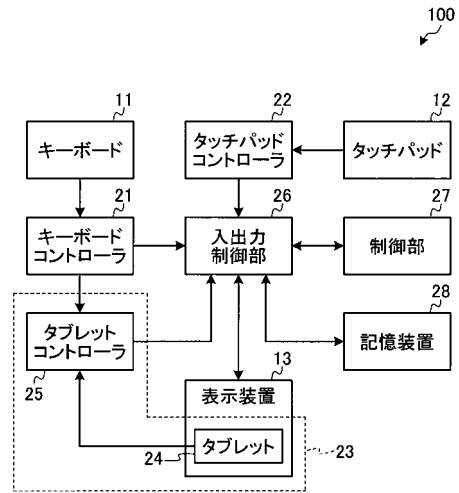 100
11
キーボード
22
タッチパッド
コントローラ
12
タッチパッド
21
キーボード
コントローラ
26
入出力
制御部
27
制御部
タブレット
コントローラ
25
28
記憶装置
13
表示装置
24
タブレット
23